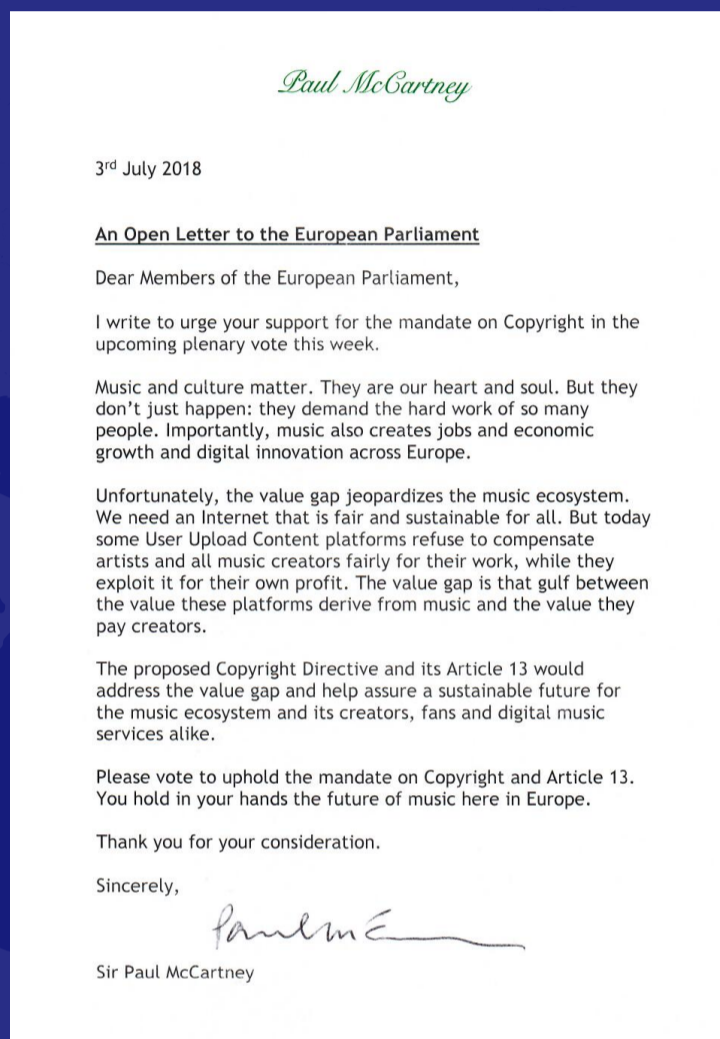 Paul McCartney
3rd July 2018
An Open Letter to the European Parliament
Dear Members of the European Parliament,
I write to urge your support for the mandate on Copyright in the
upcoming plenary vote this week.
Music and culture matter. They are our heart and soul. But they
don't just happen: they demand the hard work of so many
people. Importantly, music also creates jobs and economic
growth and digital innovation across Europe.
Unfortunately, the value gap jeopardizes the music ecosystem.
We need an Internet that is fair and sustainable for all. But today
some User Upload Content platforms refuse to compensate
artists and all music creators fairly for their work, while they
exploit it for their own profit. The value gap is that gulf between
the value these platforms derive from music and the value they
pay creators.
The proposed Copyright Directive and its Article 13 would
address the value gap and help assure a sustainable future for
the music ecosystem and its creators, fans and digital music
services alike.
Please vote to uphold the mandate on Copyright and Article 13.
You hold in your hands the future of music here in Europe.
Thank you for your consideration.
Sincerely,
Paul McC
Sir Paul McCartney